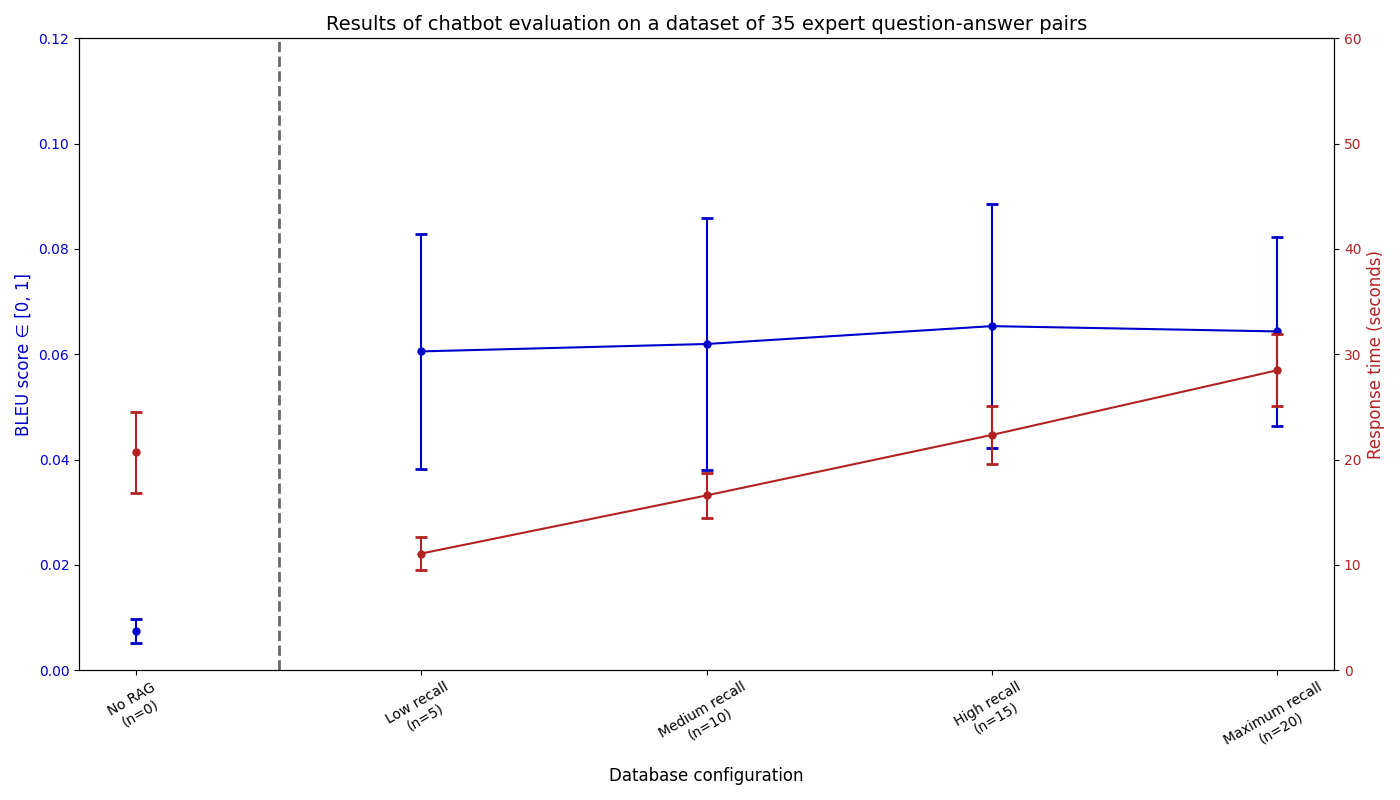 Results of chatbot evaluation on a dataset of 35 expert question-answer pairs
0.12
0.10
0.08
0.06
0.04
0.02
0.00
BLEU score ∈ [0, 1]
60
50
40
30
20
10
0
Response time (seconds)
No RAG
(n=0)
Low recall
(n=5)
Medium recall
(n=10)
High recall
(n=15)
Maximum recall
(n=20)
Database configuration